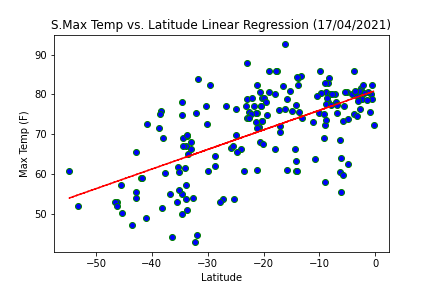 S.Max Temp vs. Latitude Linear Regression (17/04/2021)
90
80
70
60
50
Max Temp (F)
−50 −40 −30 −20 −10 0
Latitude